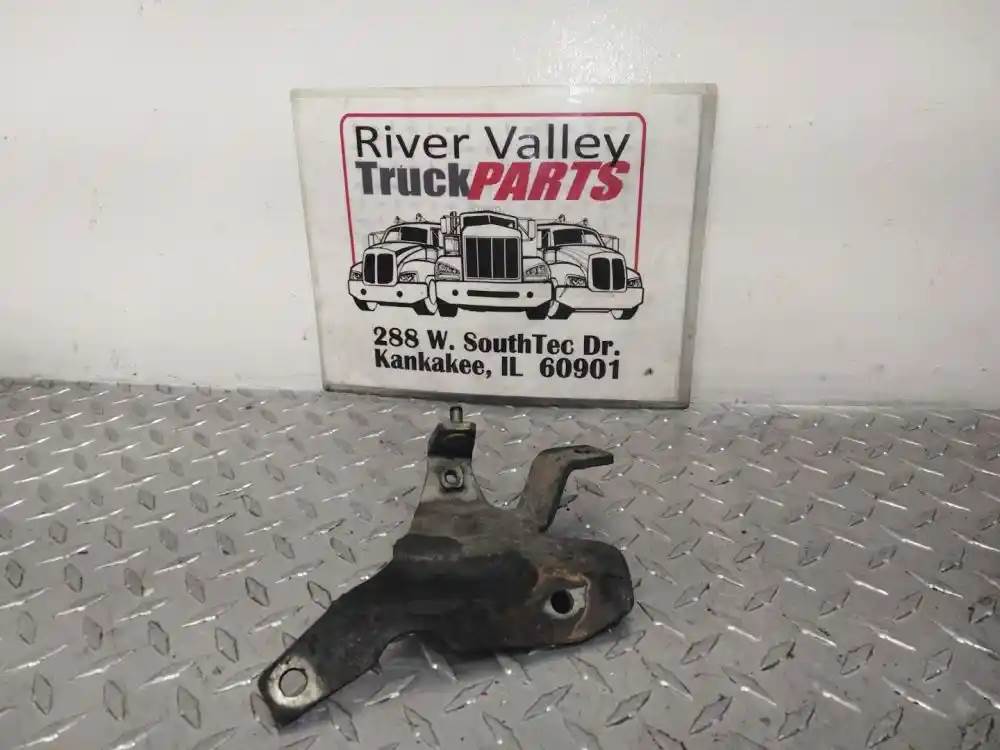 River Valley
TruckPARTS
288 W. SouthTec Dr.
Kankakee, IL 60901